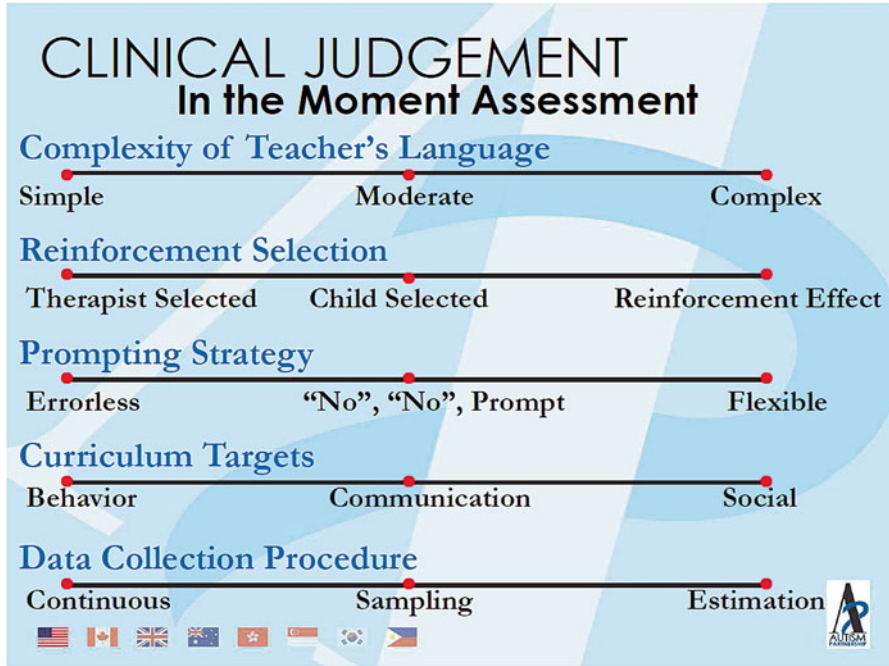 CLINICAL JUDGEMENT
In the Moment Assessment
Complexity of Teacher's Language
Simple Moderate Complex
Reinforcement Selection
Therapist Selected Child Selected Reinforcement Effect
Prompting Strategy
Errorless “No”, “No”, Prompt Flexible
Curriculum Targets
Behavior Communication Social
Data Collection Procedure
Continuous Sampling Estimation
AUTISM
PARTNERSHIP